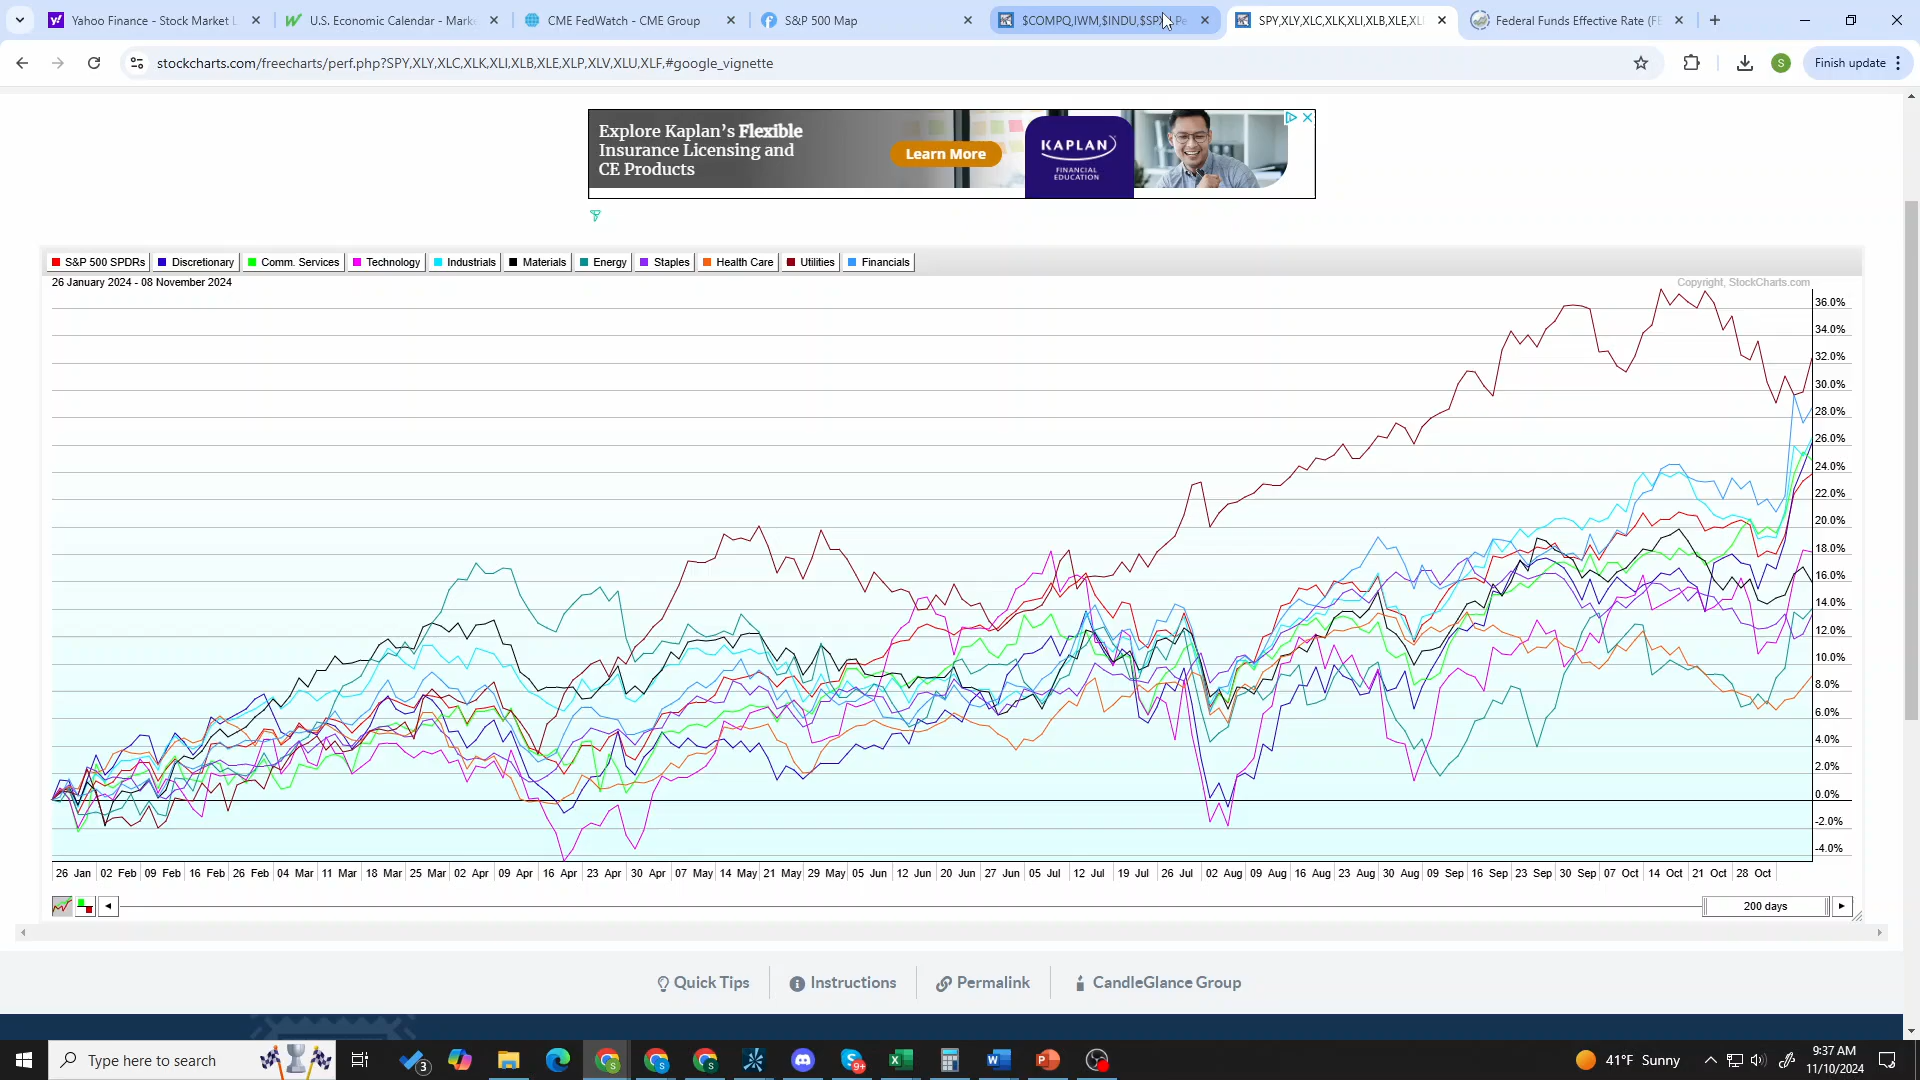 Yahoo Finance - Stock Market L
U.S. Economic Calendar - Marke
CME FedWatch - CME Group
S&P 500 Map
$COMPQ,IWM,$INDU,$SPX
SPY,XLY,XLC,XLK,XLI,XLB,XLE,XLI
Federal Funds Effective Rate (FE
stockcharts.com/freecharts/perf.php?SPY,XLY,XLC,XLK,XLI,XLB,XLE,XLP,XLV,XLU,XLF,#google_vignette
S
Finish update
Explore Kaplan's Flexible
Insurance Licensing and
CE Products
Learn More
KAPLAN
FINANCIAL
EDUCATION
S&P 500 SPDRs
Discretionary
Comm. Services
Technology
Industrials
Materials
Energy
Staples
Health Care
Utilities
Financials
26 January 2024 - 08 November 2024
Copyright, StockCharts.com
36.0%
34.0%
32.0%
30.0%
28.0%
26.0%
24.0%
22.0%
20.0%
18.0%
16.0%
14.0%
12.0%
10.0%
8.0%
6.0%
4.0%
2.0%
0.0%
-2.0%
-4.0%
26 Jan 02 Feb 09 Feb 16 Feb 26 Feb 04 Mar 11 Mar 18 Mar 25 Mar 02 Apr 09 Apr 16 Apr 23 Apr 30 Apr 07 May 14 May 21 May 29 May 05 Jun 12 Jun 20 Jun 27 Jun 05 Jul 12 Jul 19 Jul 26 Jul 02 Aug 09 Aug 16 Aug 23 Aug 30 Aug 09 Sep 16 Sep 23 Sep 30 Sep 07 Oct 14 Oct 21 Oct 28 Oct
200 days
Quick Tips
Instructions
Permalink
CandleGlance Group
Type here to search
3
9+
41°F Sunny
9:37 AM
11/10/2024